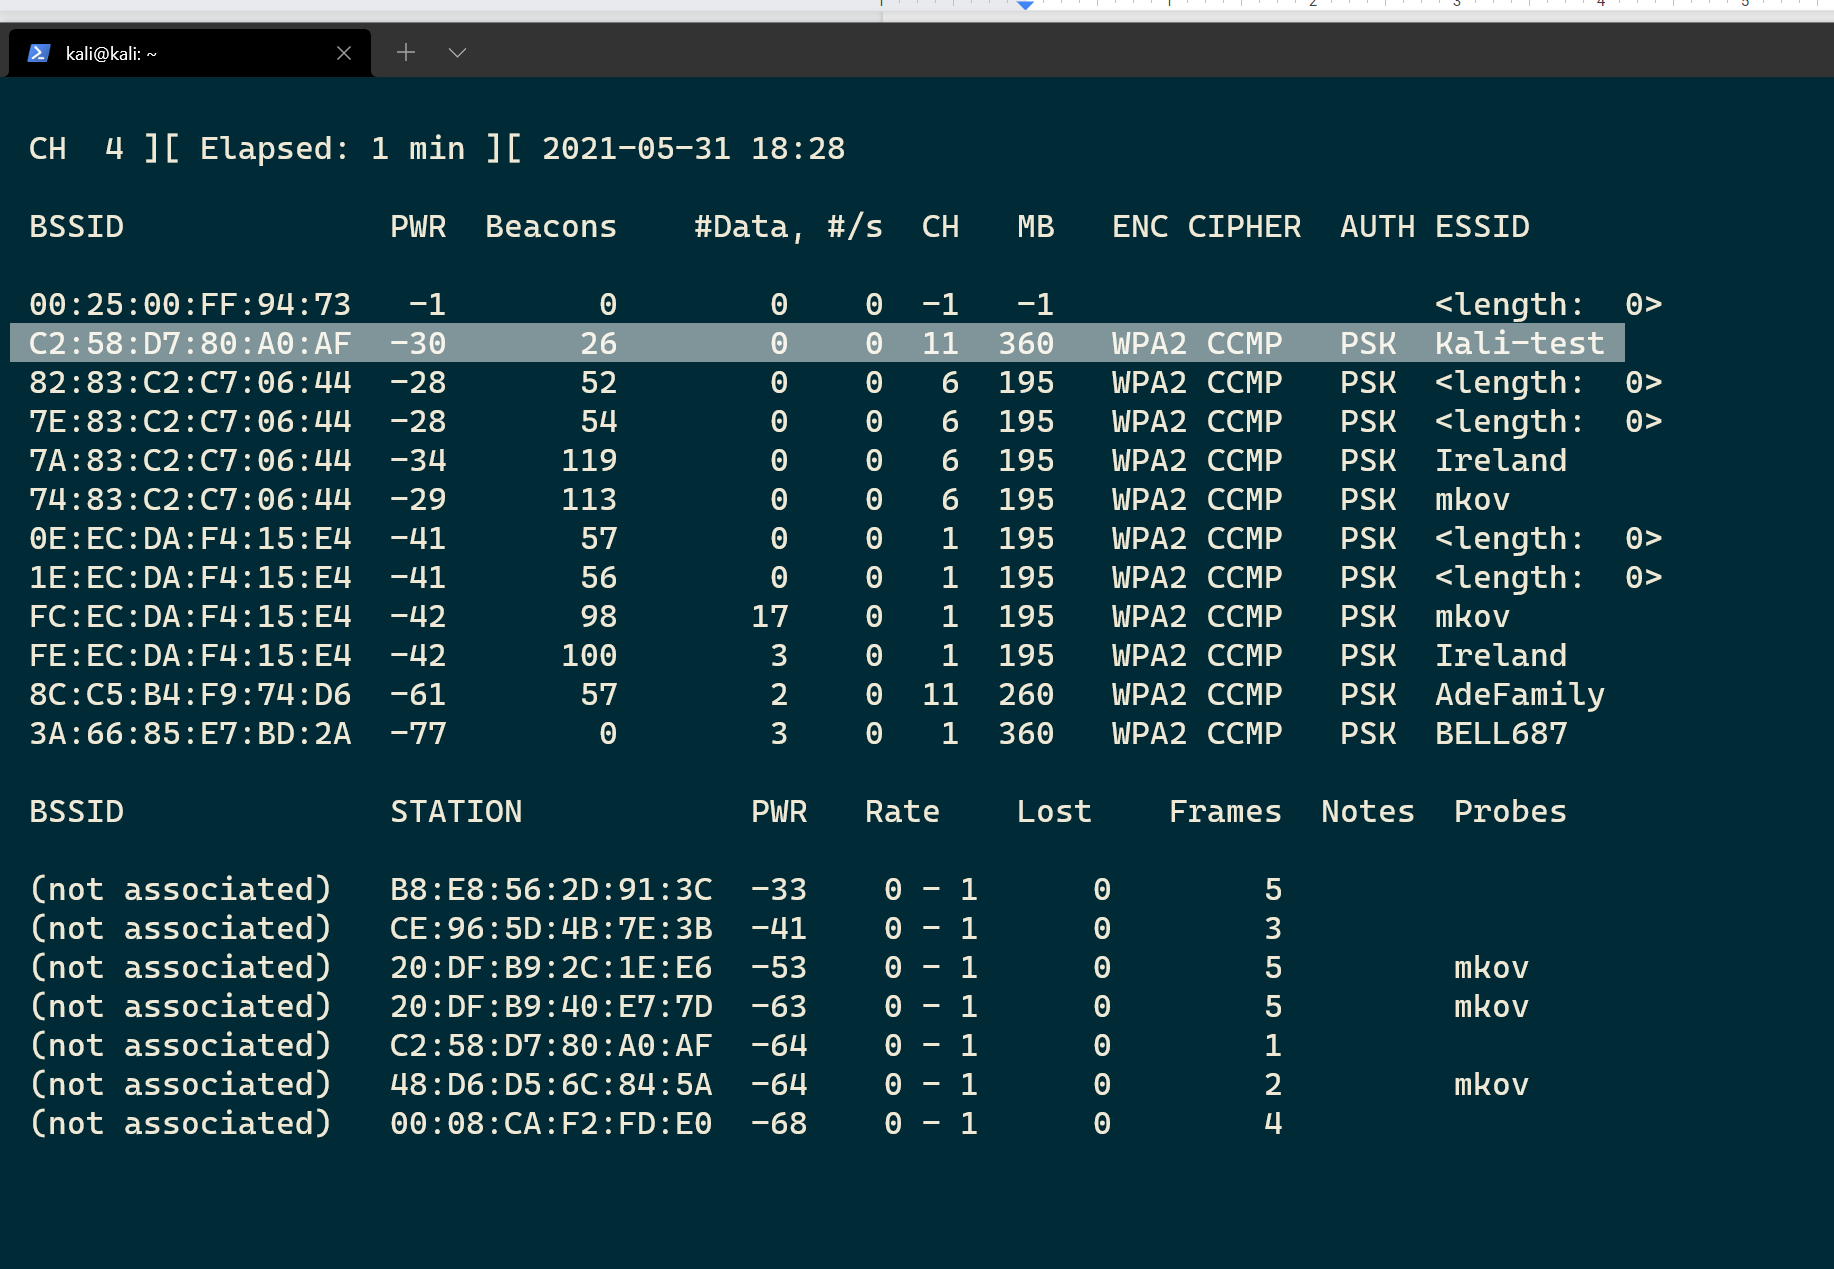 1 2 3 4 5
kali@kali: ~
CH 4 ][ Elapsed: 1 min ][ 2021-05-31 18:28
BSSID PWR Beacons #Data, #/s CH MB ENC CIPHER AUTH ESSID
00:25:00:FF:94:73 -1 0 0 0 -1 -1 <length: 0>
C2:58:D7:80:A0:AF -30 26 0 0 11 360 WPA2 CCMP PSK Kali-test
82:83:C2:C7:06:44 -28 52 0 0 6 195 WPA2 CCMP PSK <length: 0>
7E:83:C2:C7:06:44 -28 54 0 0 6 195 WPA2 CCMP PSK <length: 0>
7A:83:C2:C7:06:44 -34 119 0 0 6 195 WPA2 CCMP PSK Ireland
74:83:C2:C7:06:44 -29 113 0 0 6 195 WPA2 CCMP PSK mkov
0E:EC:DA:F4:15:E4 -41 57 0 0 1 195 WPA2 CCMP PSK <length: 0>
1E:EC:DA:F4:15:E4 -41 56 0 0 1 195 WPA2 CCMP PSK <length: 0>
FC:EC:DA:F4:15:E4 -42 98 17 0 1 195 WPA2 CCMP PSK mkov
FE:EC:DA:F4:15:E4 -42 100 3 0 1 195 WPA2 CCMP PSK Ireland
8C:C5:B4:F9:74:D6 -61 57 2 0 11 260 WPA2 CCMP PSK AdeFamily
3A:66:85:E7:BD:2A -77 0 3 0 1 360 WPA2 CCMP PSK BELL687
BSSID STATION PWR Rate Lost Frames Notes Probes
(not associated) B8:E8:56:2D:91:3C -33 0 - 1 0 5
(not associated) CE:96:5D:4B:7E:3B -41 0 - 1 0 3
(not associated) 20:DF:B9:2C:1E:E6 -53 0 - 1 0 5 mkov
(not associated) 20:DF:B9:40:E7:7D -63 0 - 1 0 5 mkov
(not associated) C2:58:D7:80:A0:AF -64 0 - 1 0 1
(not associated) 48:D6:D5:6C:84:5A -64 0 - 1 0 2 mkov
(not associated) 00:08:CA:F2:FD:E0 -68 0 - 1 0 4